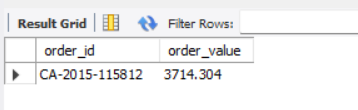 Result Grid Filter Rows:
order_id order_value
CA-2015-115812 3714.304